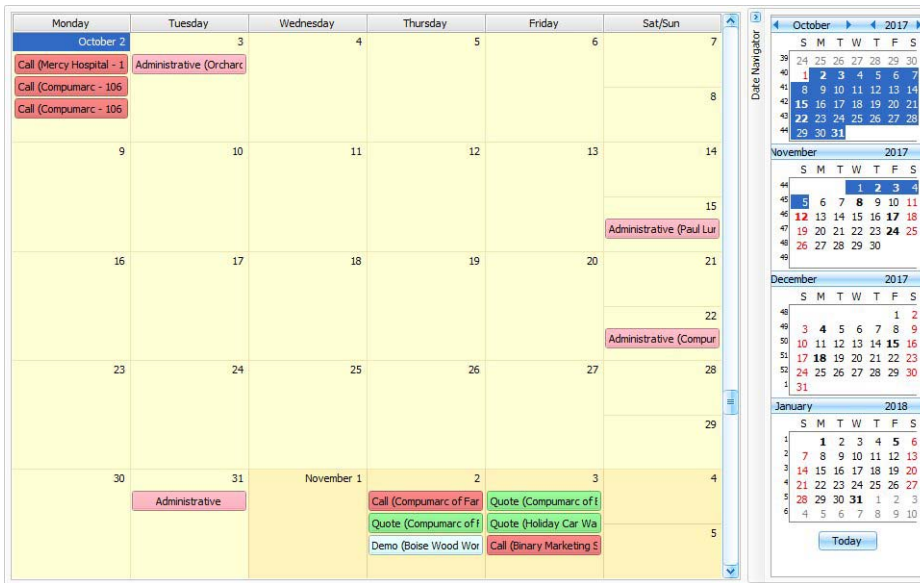 Monday Tuesday Wednesday Thursday Friday Sat/Sun
October 2 3 4 5 6 7
Call (Mercy Hospital - 1 Administrative (Orchard
Call (Compumarc - 106
Call (Compumarc - 106
8
9 10 11 12 13 14
15
Administrative (Paul Lur
16 17 18 19 20 21
22
Administrative (Compur
23 24 25 26 27 28
29
30 31 November 1 2 3 4
Administrative Call (Compumarc of Far Quote (Compumarc of
Quote (Compumarc of Quote (Holiday Car Wa
5
Demo (Boise Wood Wor Call (Binary Marketing S
Date Navigator
October 2017
S M T W T F S
39 24 25 26 27 28 29 30
40 1 2 3 4 5 6 7
41 8 9 10 11 12 13 14
42 15 16 17 18 19 20 21
43 22 23 24 25 26 27 28
44 29 30 31
November 2017
S M T W T F S
44 1 2 3 4
45 5 6 7 8 9 10 11
46 12 13 14 15 16 17 18
47 19 20 21 22 23 24 25
48 26 27 28 29 30
49
December 2017
S M T W T F S
48 1 2
49 3 4 5 6 7 8 9
50 10 11 12 13 14 15 16
51 17 18 19 20 21 22 23
52 24 25 26 27 28 29 30
1 31
January 2018
S M T W T F S
1 1 2 3 4 5 6
2 7 8 9 10 11 12 13
3 14 15 16 17 18 19 20
4 21 22 23 24 25 26 27
5 28 29 30 31 1 2 3
6 4 5 6 7 8 9 10
Today